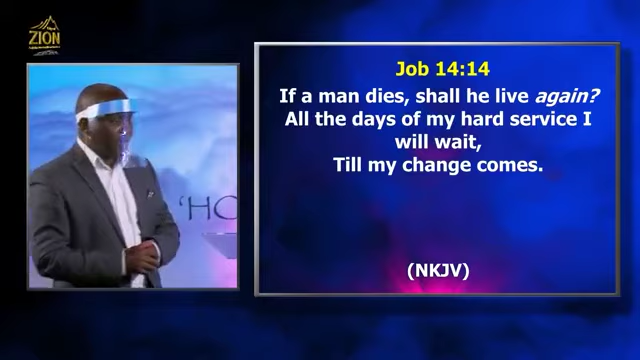 ZION
'HO
Job 14:14
If a man dies, shall he live again?
All the days of my hard service I
will wait,
Till my change comes.
(NKJV)